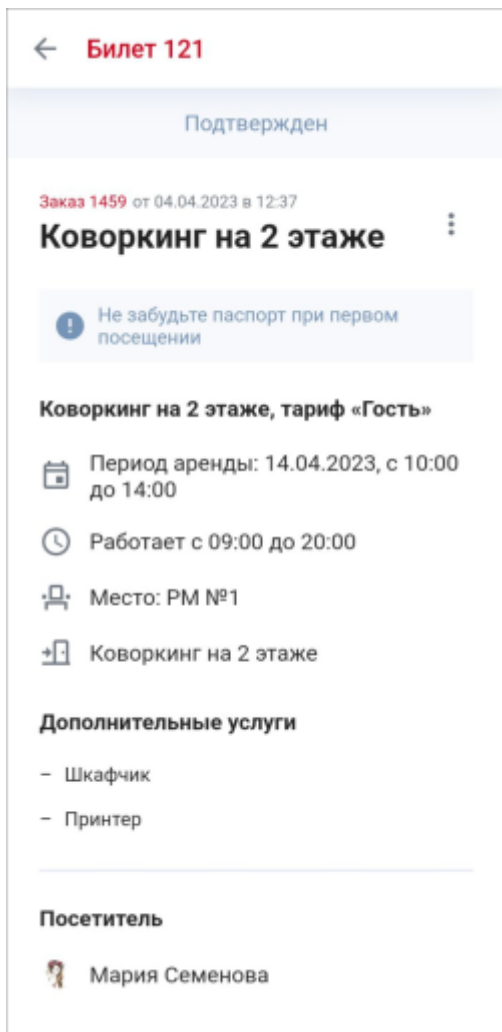 Билет 121
Подтвержден
Заказ 1459 от 04.04.2023 в 12:37
Коворкинг на 2 этаже
Не забудьте паспорт при первом
посещении
Коворкинг на 2 этаже, тариф «Гость»
Период аренды: 14.04.2023, с 10:00
до 14:00
Работает с 09:00 до 20:00
Место: РМ №1
Коворкинг на 2 этаже
Дополнительные услуги
– Шкафчик
– Принтер
Посетитель
Мария Семенова